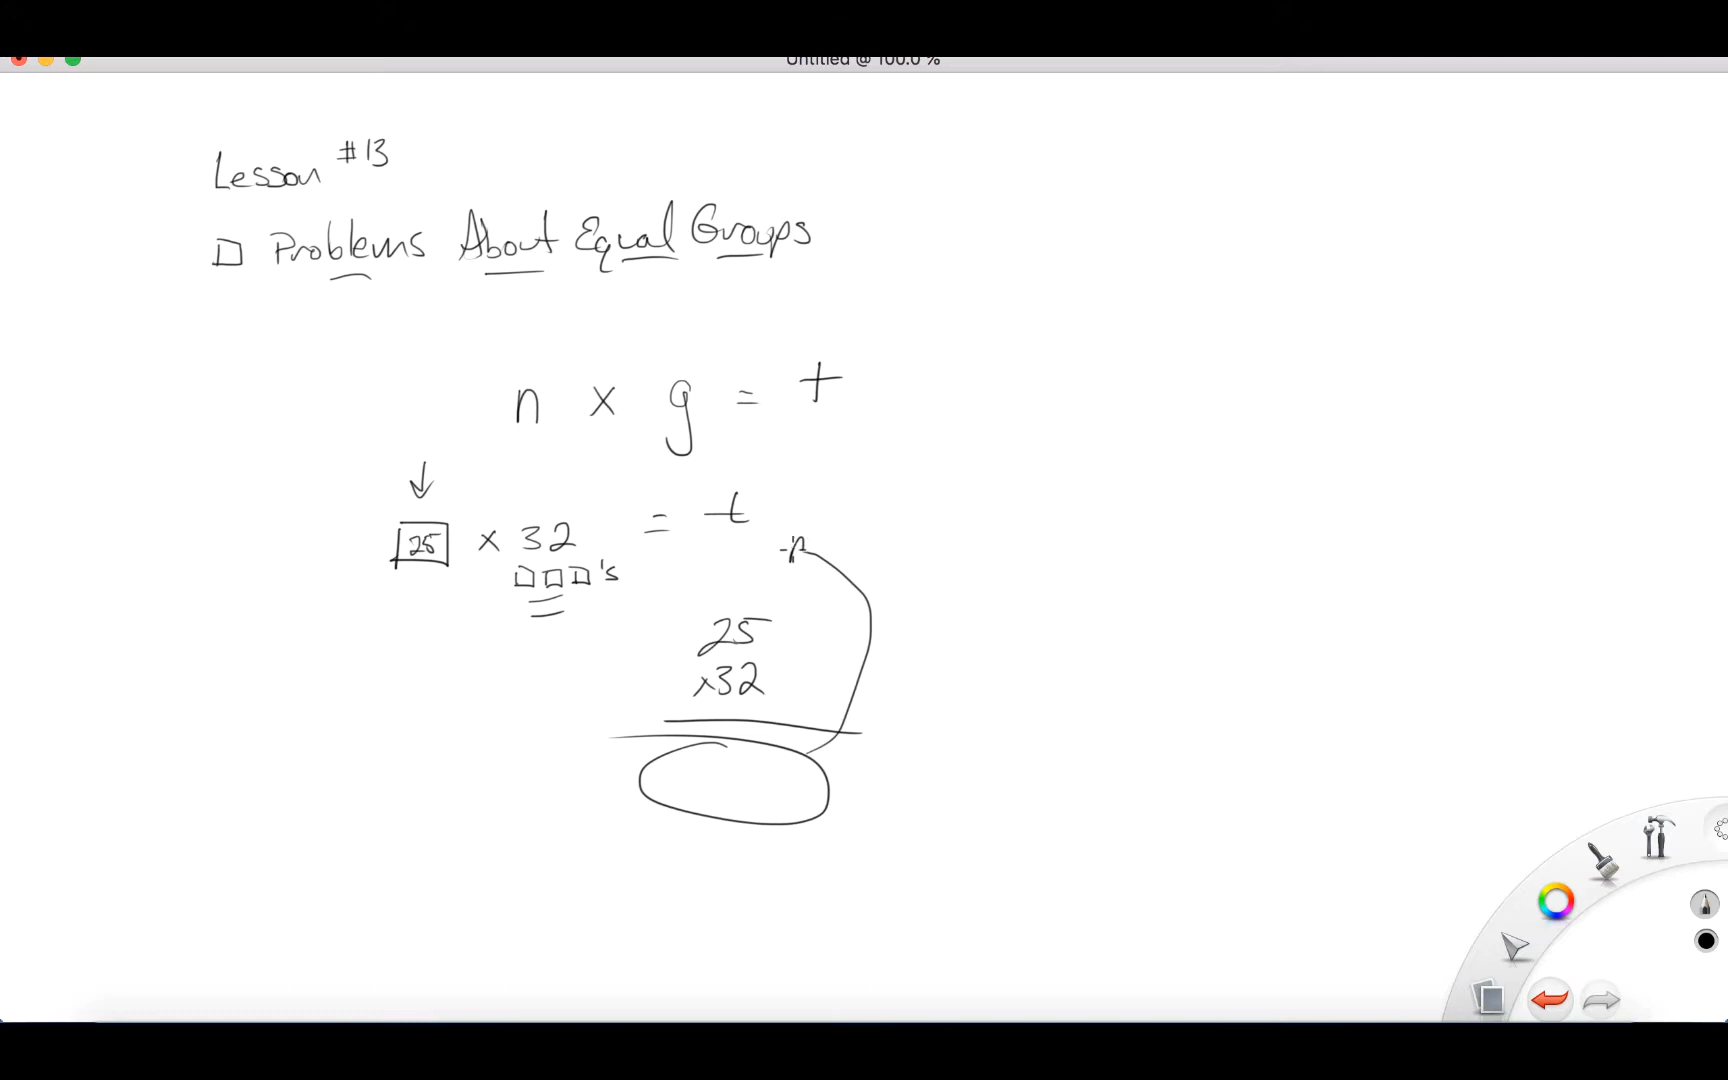 Untitled @ 100.0 %
Lesson #13
Problems About Equal Groups
n x g = t
25 x 32 = t
's
25
x32